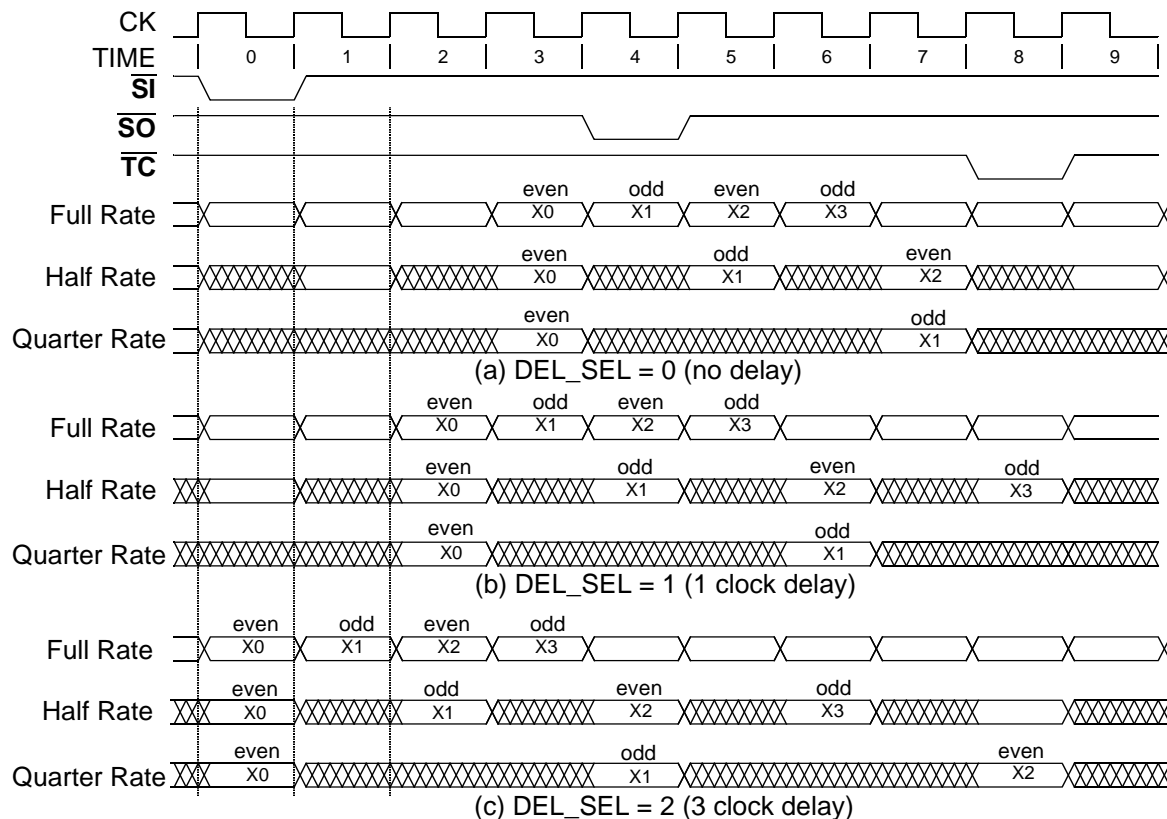 CK
TIME 0 1 2 3 4 5 6 7 8 9
SI
SO
TC
even odd even odd
Full Rate X0 X1 X2 X3
even odd even
Half Rate X0 X1 X2
even odd
Quarter Rate X0 X1
(a) DEL_SEL = 0 (no delay)
even odd even odd
Full Rate X0 X1 X2 X3
even odd even odd
Half Rate X0 X1 X2 X3
even odd
Quarter Rate X0 X1
(b) DEL_SEL = 1 (1 clock delay)
even odd even odd
Full Rate X0 X1 X2 X3
even odd even odd
Half Rate X0 X1 X2 X3
even odd even
Quarter Rate X0 X1 X2
(c) DEL_SEL = 2 (3 clock delay)